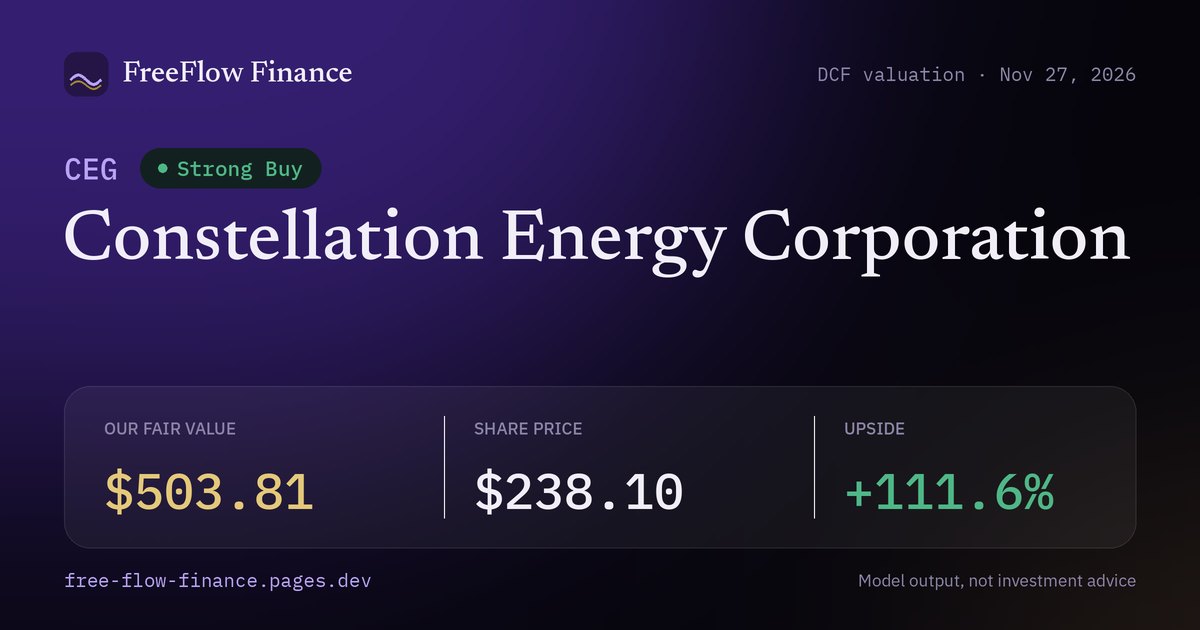 FreeFlow Finance
DCF valuation · Nov 27, 2026
CEG
Strong Buy
Constellation Energy Corporation
OUR FAIR VALUE
$503.81
SHARE PRICE
$238.10
UPSIDE
+111.6%
free-flow-finance.pages.dev
Model output, not investment advice